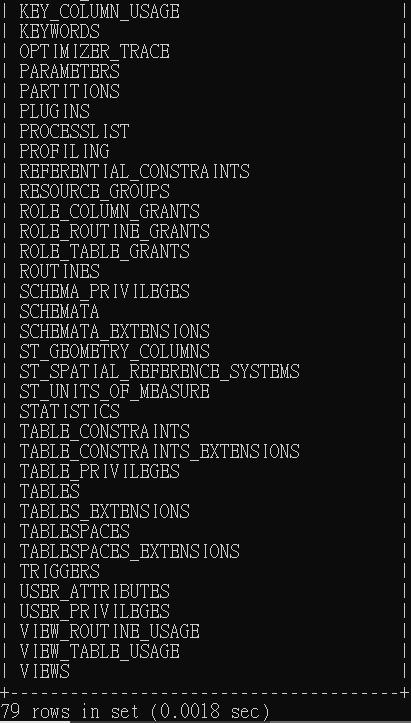 | KEY_COLUMN_USAGE |
| KEYWORDS |
| OPTIMIZER_TRACE |
| PARAMETERS |
| PARTITIONS |
| PLUGINS |
| PROCESSLIST |
| PROFILING |
| REFERENTIAL_CONSTRAINTS |
| RESOURCE_GROUPS |
| ROLE_COLUMN_GRANTS |
| ROLE_ROUTINE_GRANTS |
| ROLE_TABLE_GRANTS |
| ROUTINES |
| SCHEMA_PRIVILEGES |
| SCHEMATA |
| SCHEMATA_EXTENSIONS |
| ST_GEOMETRY_COLUMNS |
| ST_SPATIAL_REFERENCE_SYSTEMS |
| ST_UNITS_OF_MEASURE |
| STATISTICS |
| TABLE_CONSTRAINTS |
| TABLE_CONSTRAINTS_EXTENSIONS |
| TABLE_PRIVILEGES |
| TABLES |
| TABLES_EXTENSIONS |
| TABLESPACES |
| TABLESPACES_EXTENSIONS |
| TRIGGERS |
| USER_ATTRIBUTES |
| USER_PRIVILEGES |
| VIEW_ROUTINE_USAGE |
| VIEW_TABLE_USAGE |
| VIEWS |
+---------------------------------------+
79 rows in set (0.0018 sec)